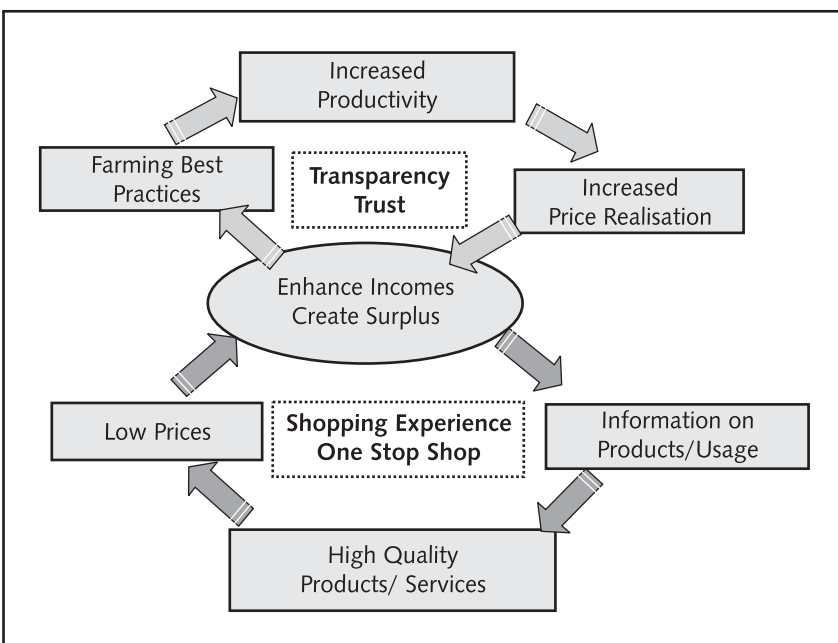 Increased
Productivity
Farming Best
Practices
Transparency
Trust
Increased
Price Realisation
Enhance Incomes
Create Surplus
Low Prices
Shopping Experience
One Stop Shop
Information on
Products/Usage
High Quality
Products/ Services